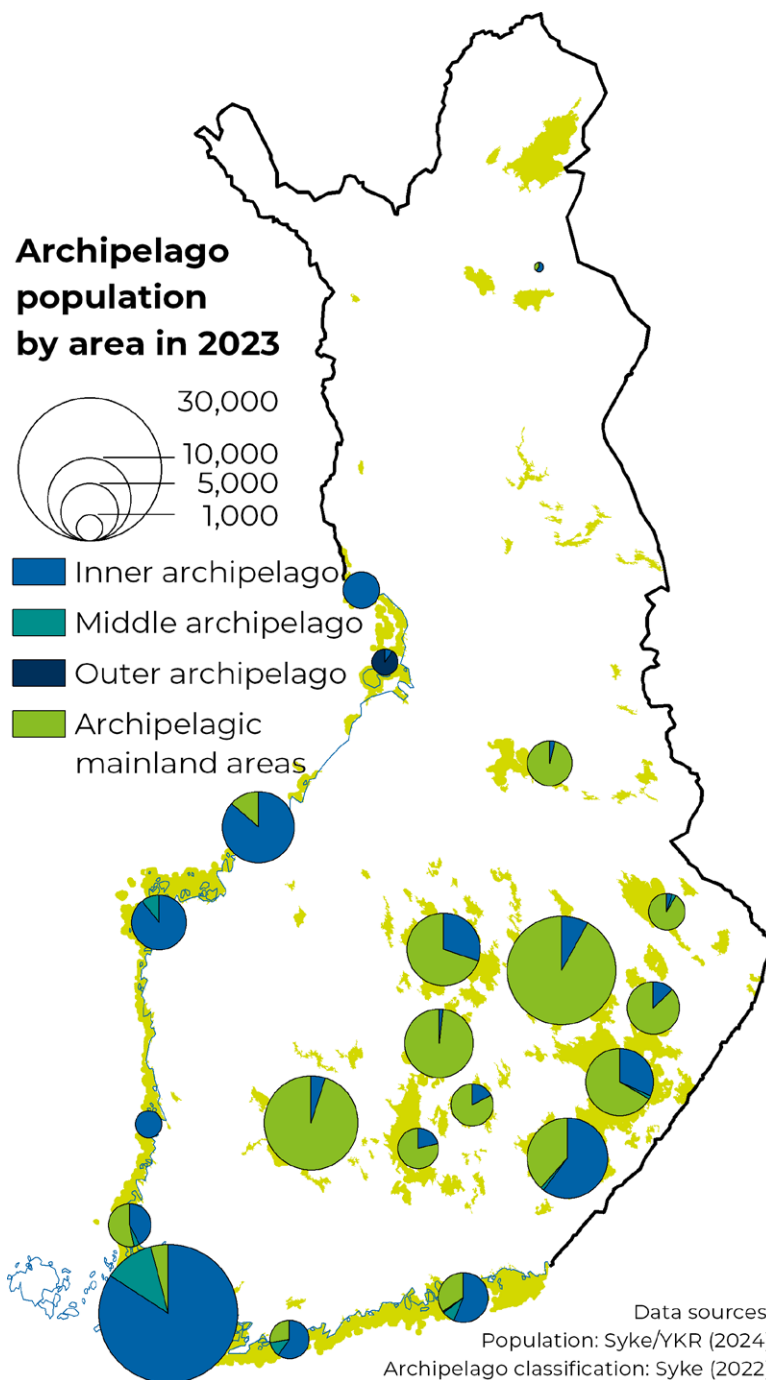 Archipelago
population
by area in 2023
30,000
10,000
5,000
1,000
Inner archipelago
Middle archipelago
Outer archipelago
Archipelagic
mainland areas
Data sources
Population: Syke/YKR (2024
Archipelago classification: Syke (2022